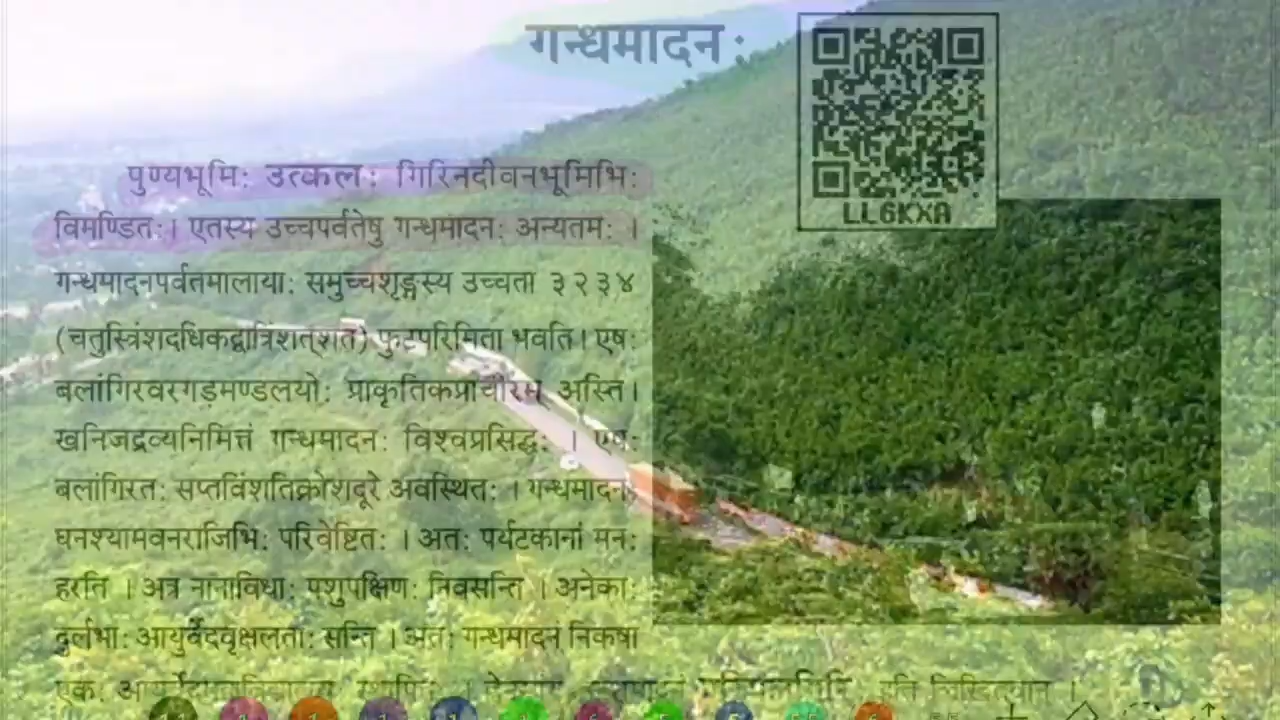 गन्धमादनः
LL6KXA
पुण्यभूमिः उत्कलः गिरिनदीवनभूमिभिः
विमण्डितः। एतस्य उच्चपर्वतेषु गन्धमादनः अन्यतमः ।
गन्धमादनपर्वतमालायाः समुच्चशृङ्गस्य उच्चता ३२३४
(चतुस्त्रिंशदधिकद्वात्रिंशत्‌शतं) फुटपरिमिता भवति। एषः
बलांगिरवरगड़मण्डलयोः प्राकृतिकप्राचीरम् अस्ति।
खनिजद्रव्यनिमित्तं गन्धमादनः विश्वप्रसिद्धः । एषः
बलांगिरतः सप्तविंशतिक्रोशदूरे अवस्थितः । गन्धमादनः
घनश्यामवनराजिभिः परिवेष्टितः । अतः पर्यटकानां मनः
हरति । अत्र नानाविधाः पशुपक्षिणः निवसन्ति । अनेकाः
दुर्लभाः आयुर्वेदवृक्षलताः सन्ति । अतः गन्धमादनं निकषा
एकः